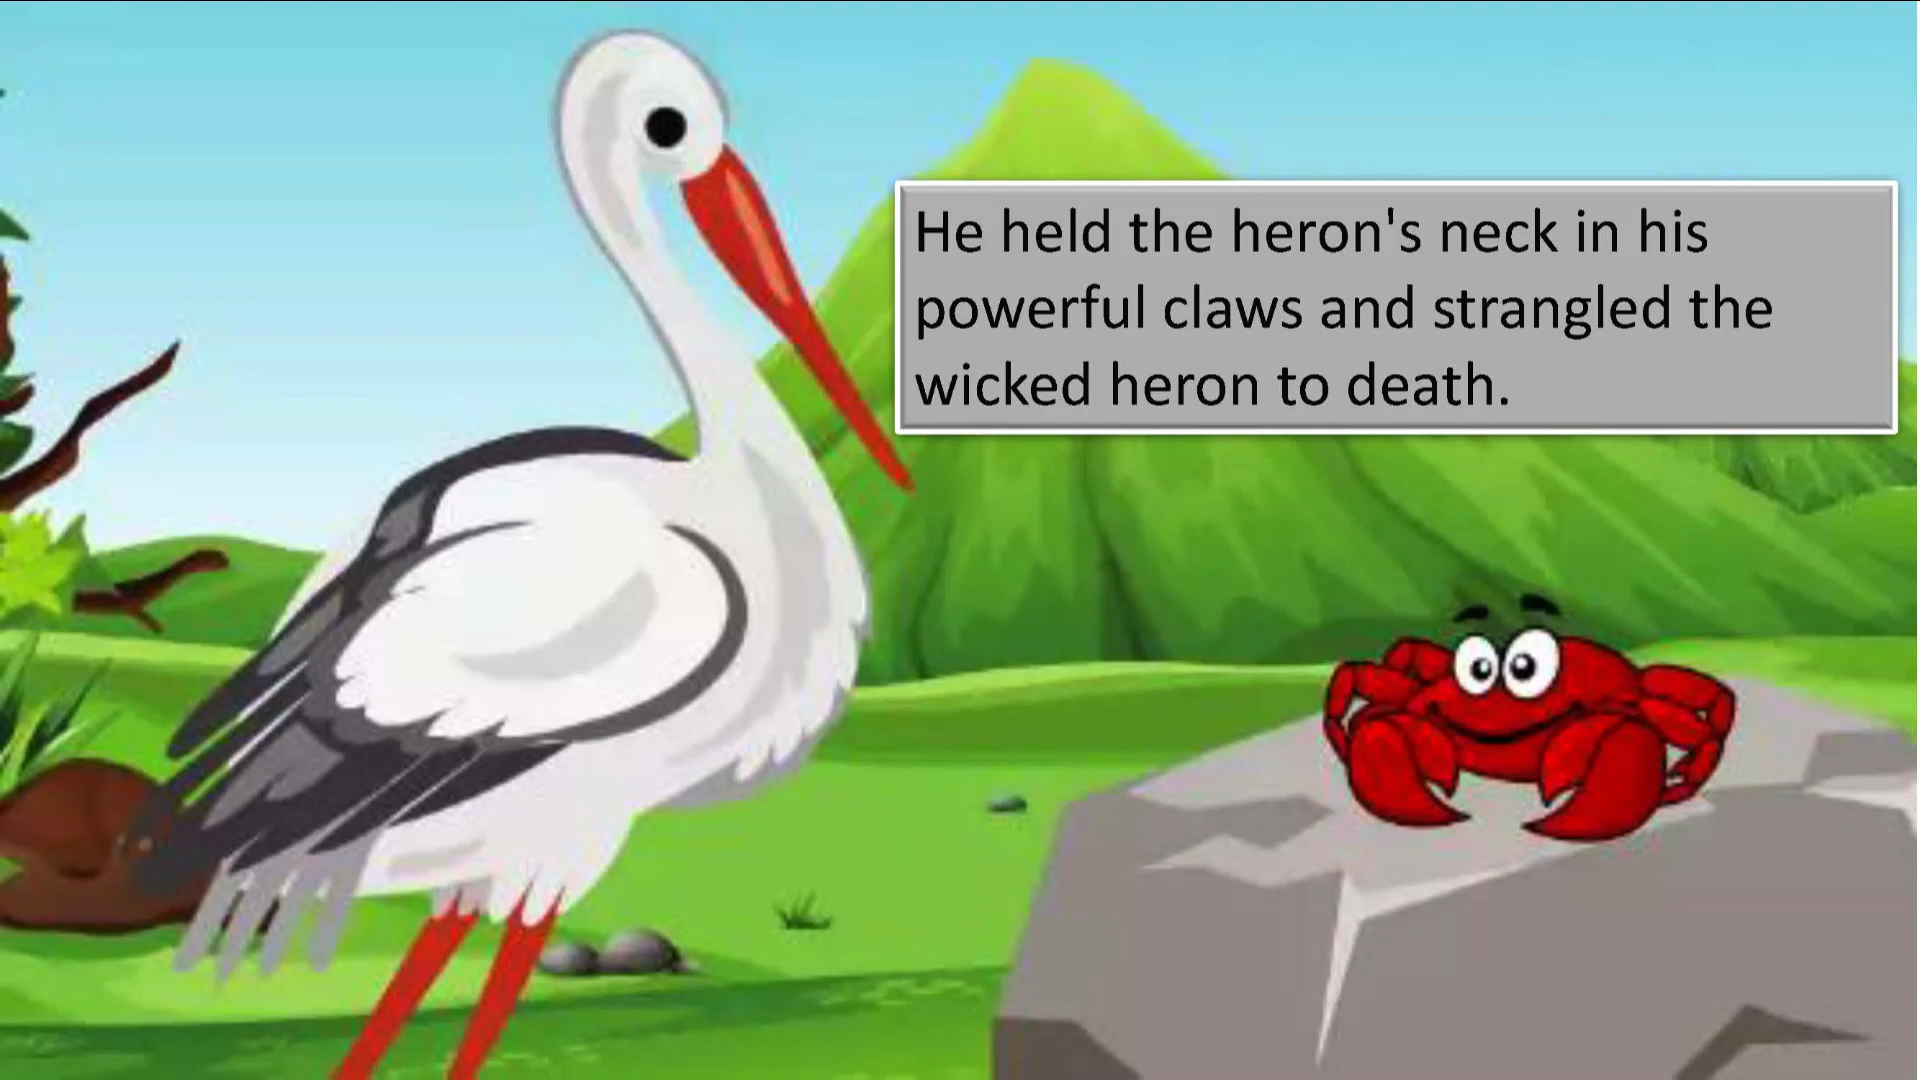 He held the heron's neck in his
powerful claws and strangled the
wicked heron to death.